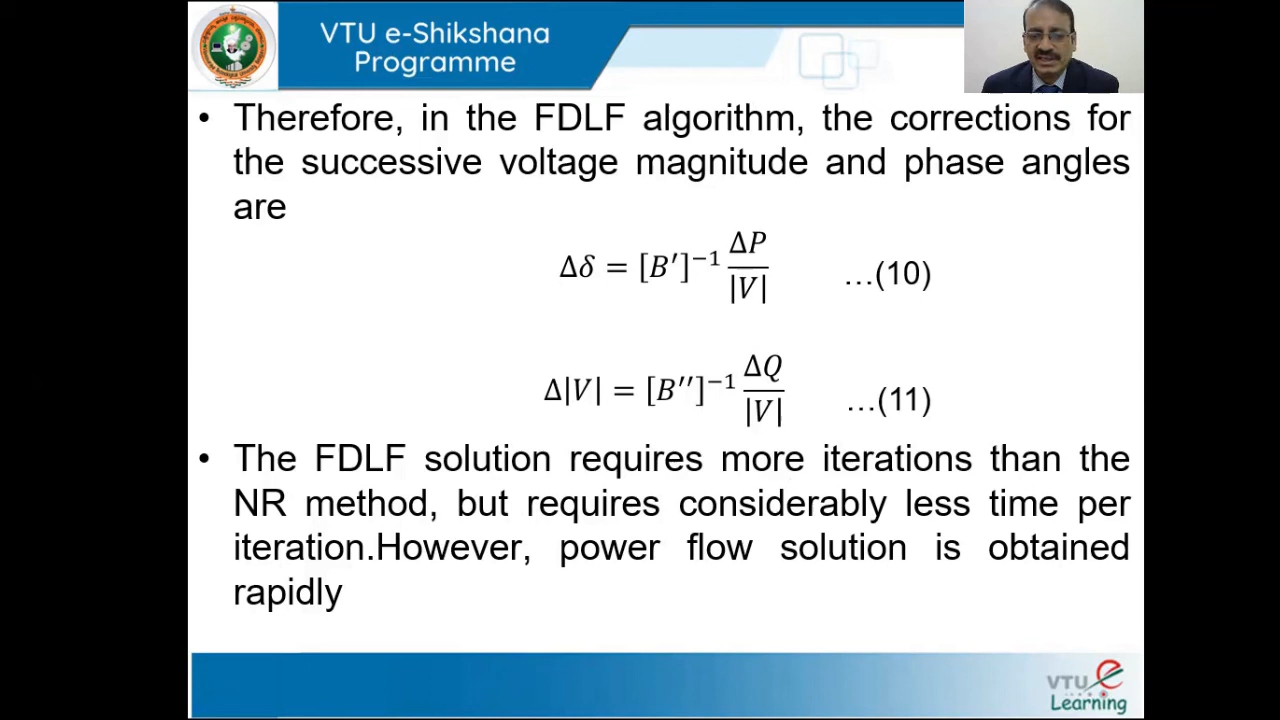 VTU e-Shikshana
Programme
• Therefore, in the FDLF algorithm, the corrections for
the successive voltage magnitude and phase angles
are
Δδ = [B′]⁻¹ ΔP/|V| …(10)
Δ|V| = [B′′]⁻¹ ΔQ/|V| …(11)
• The FDLF solution requires more iterations than the
NR method, but requires considerably less time per
iteration.However, power flow solution is obtained
rapidly
VTU e
Learning